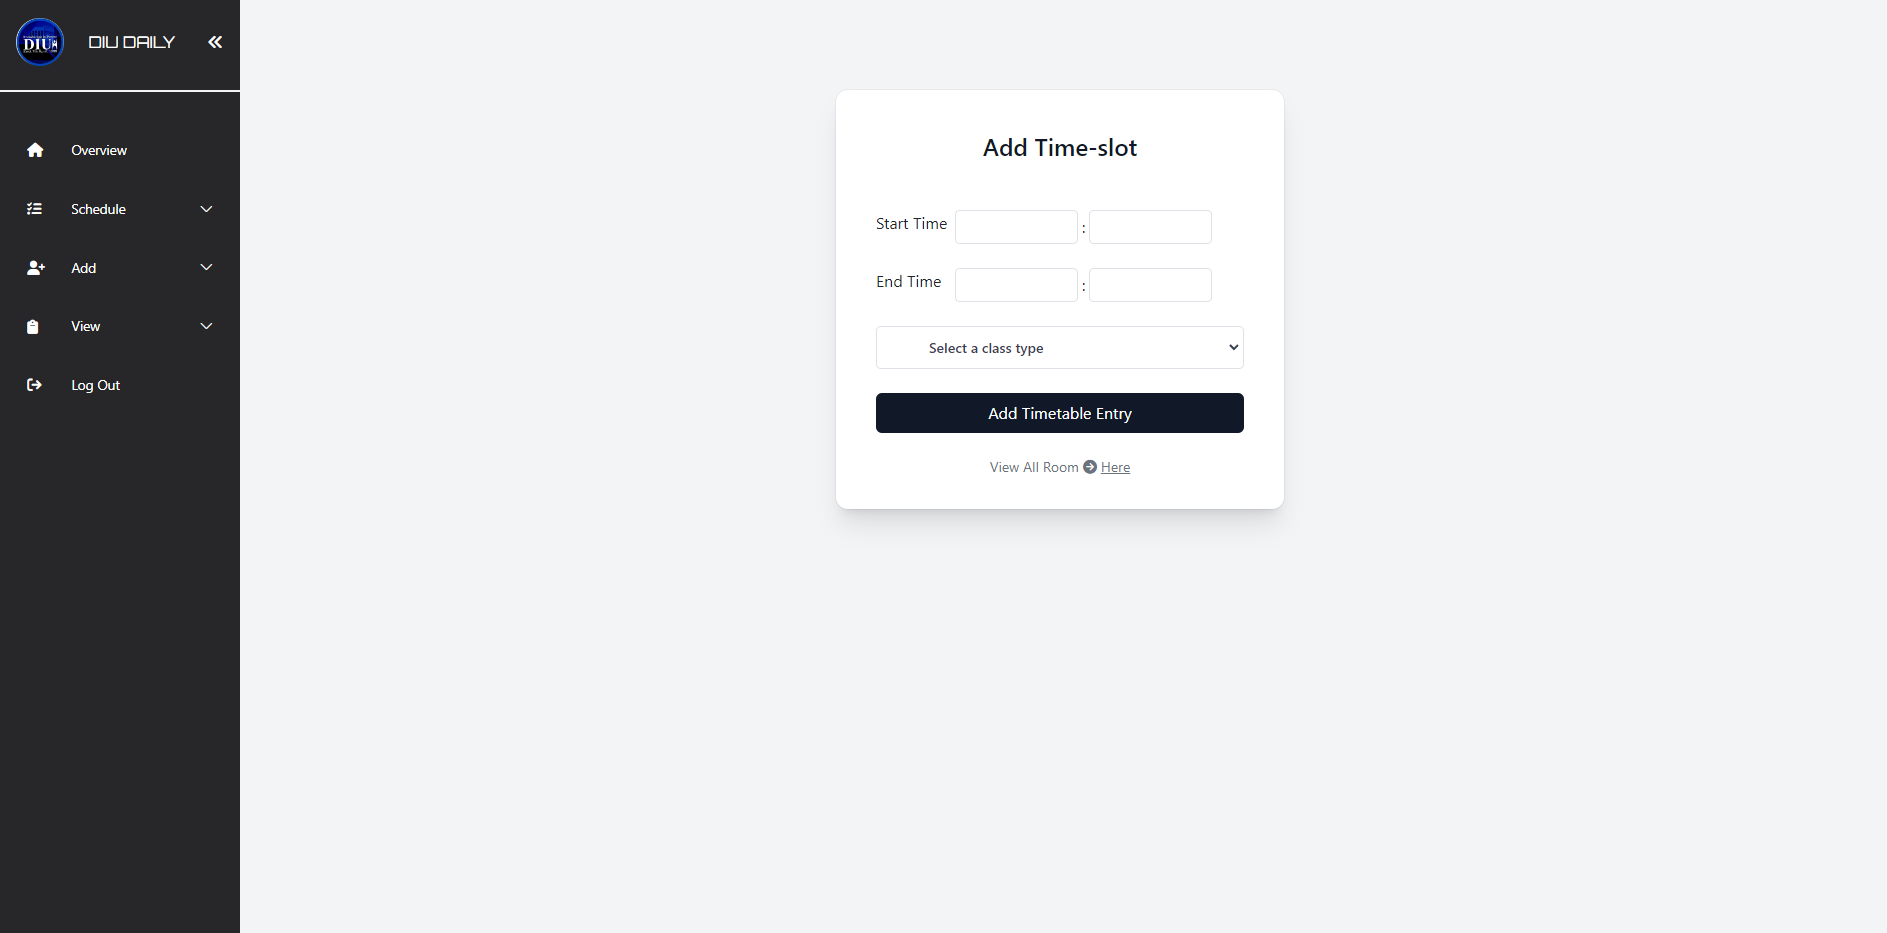 DIU
DIU DAILY
Overview
Schedule
Add
View
Log Out
Add Time-slot
Start Time :
End Time :
Select a class type
Add Timetable Entry
View All Room Here